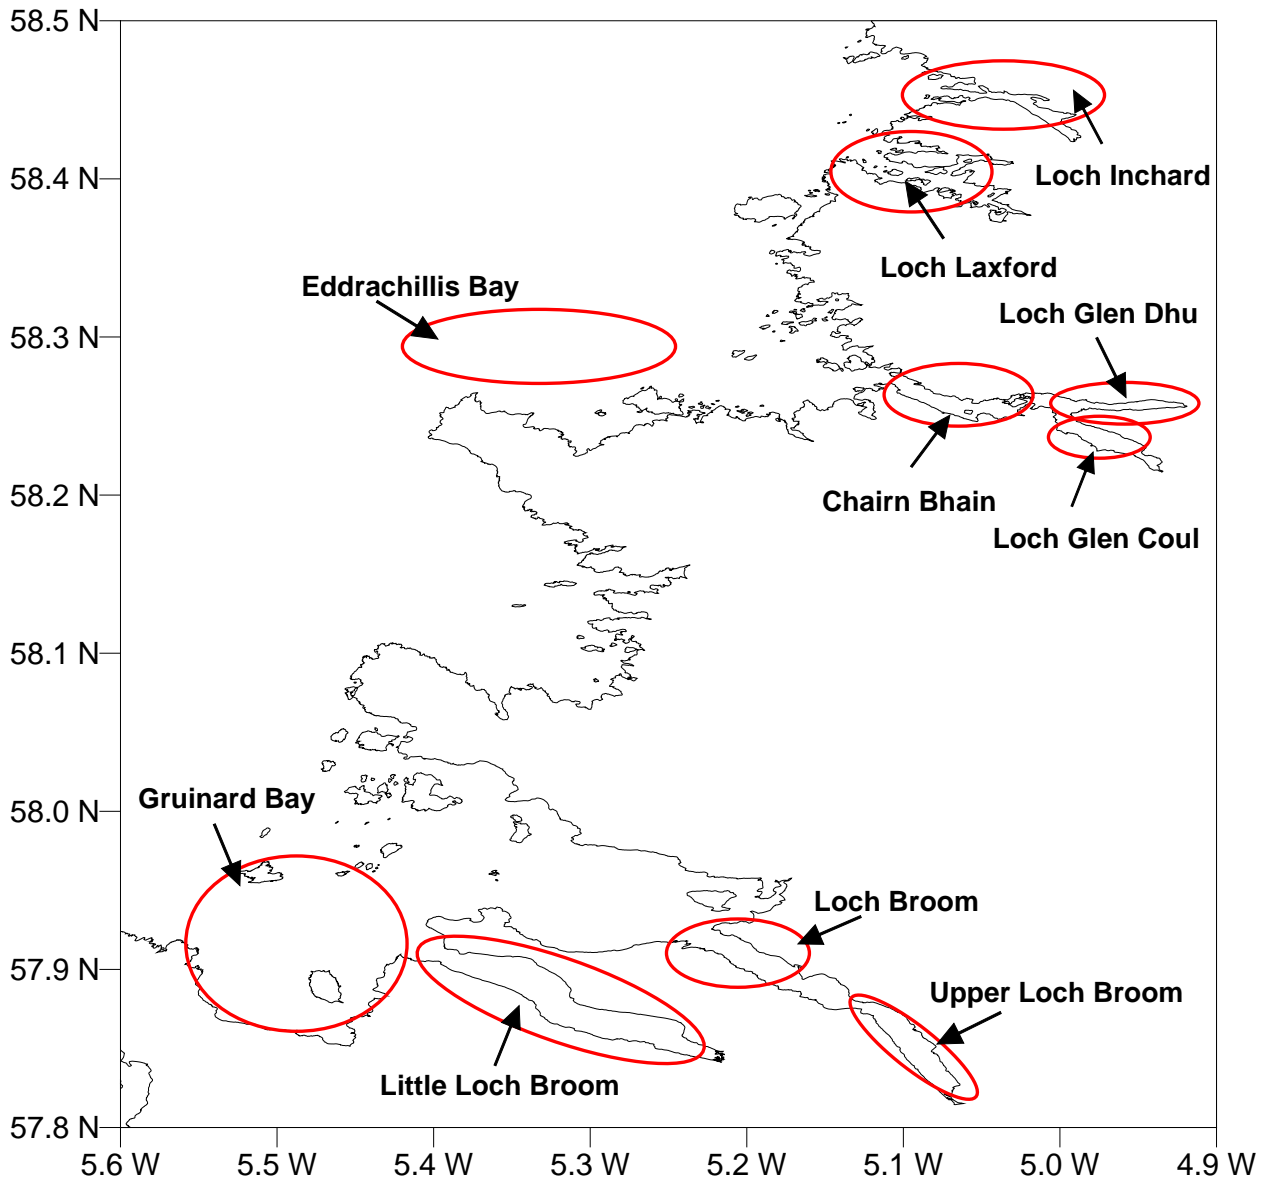 58.5 N
Loch Inchard
58.4 N
Loch Laxford
Eddrachillis Bay
Loch Glen Dhu
58.3 N
Chairn Bhain
58.2 N
Loch Glen Coul
58.1 N
Gruinard Bay
58.0 N
Loch Broom
57.9 N
Upper Loch Broom
Little Loch Broom
57.8 N
5.6 W 5.5 W 5.4 W 5.3 W 5.2 W 5.1 W 5.0 W 4.9 W